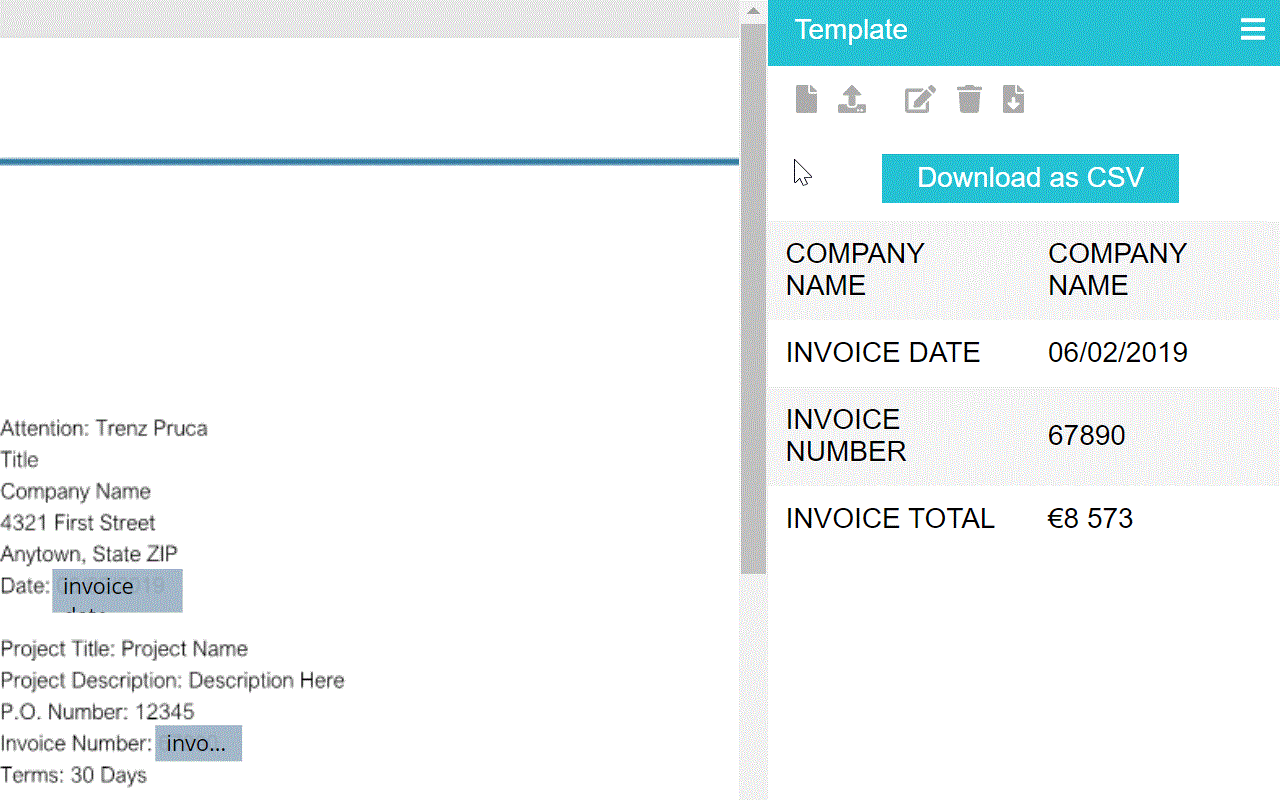 Attention: Trenz Pruca
Title
Company Name
4321 First Street
Anytown, State ZIP
Date: invoice
date
Project Title: Project Name
Project Description: Description Here
P.O. Number: 12345
Invoice Number: invo...
Terms: 30 Days
Template
Download as CSV
COMPANY NAME COMPANY NAME
INVOICE DATE 06/02/2019
INVOICE NUMBER 67890
INVOICE TOTAL €8 573